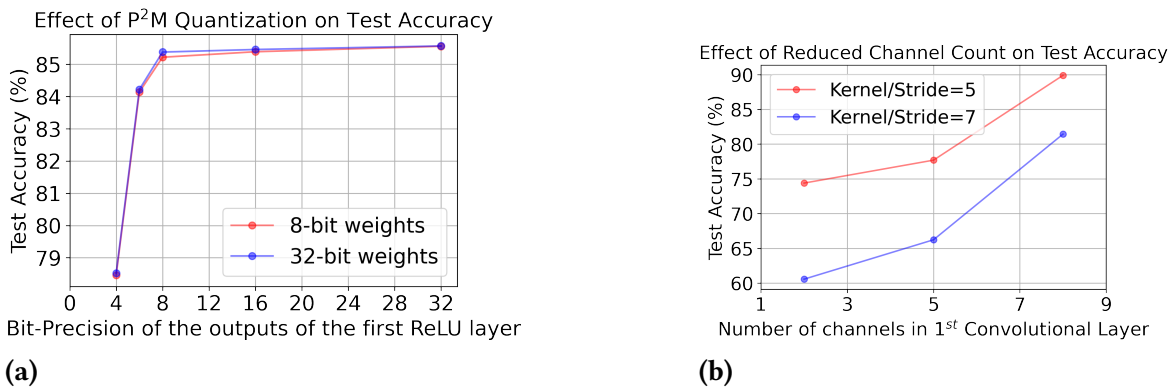 Effect of P²M Quantization on Test Accuracy
Test Accuracy (%)
85
84
83
82
81
80
79
8-bit weights
32-bit weights
0 4 8 12 16 20 24 28 32
Bit-Precision of the outputs of the first ReLU layer
(a)
Effect of Reduced Channel Count on Test Accuracy
Test Accuracy (%)
90
85
80
75
70
65
60
Kernel/Stride=5
Kernel/Stride=7
1 3 5 7 9
Number of channels in 1ˢᵗ Convolutional Layer
(b)